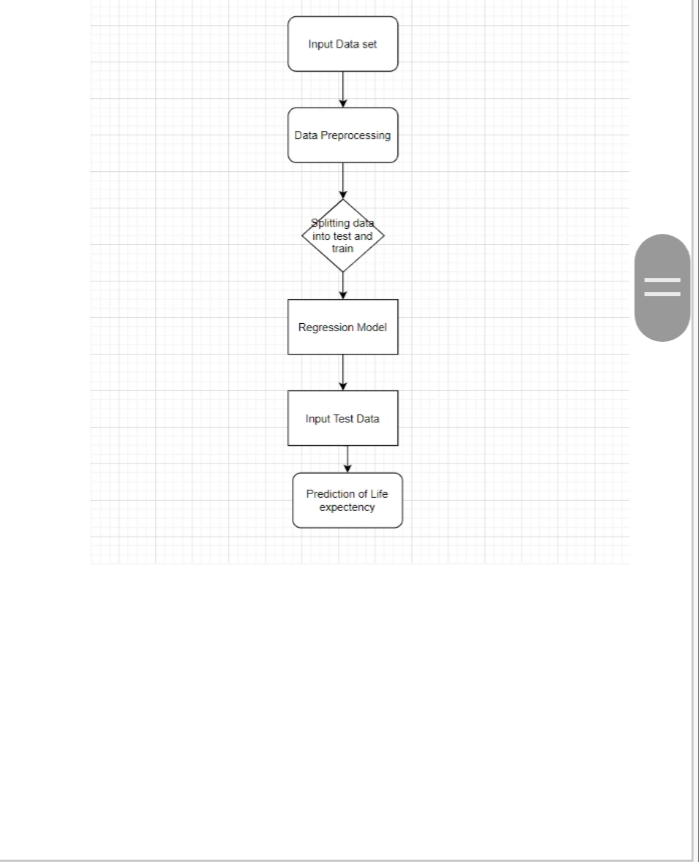 Input Data set
Data Preprocessing
Splitting data
into test and
train
Regression Model
Input Test Data
Prediction of Life
expectency